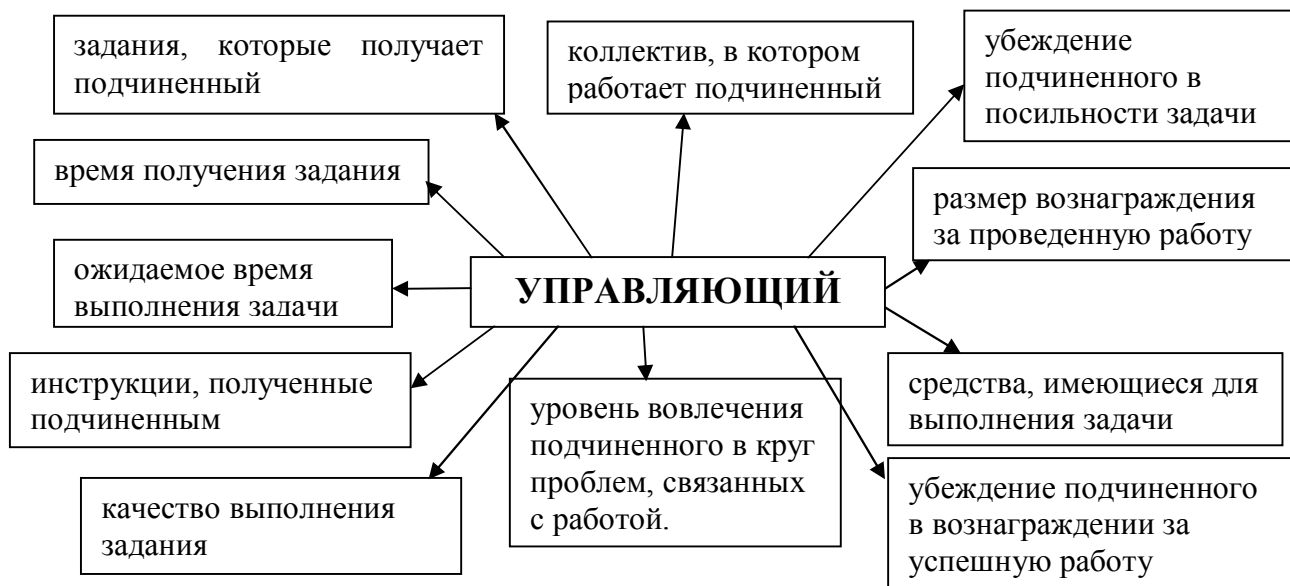 задания, которые получает
подчиненный
коллектив, в котором
работает подчиненный
убеждение
подчиненного в
посильности задачи
время получения задания
размер вознаграждения
за проведенную работу
ожидаемое время
выполнения задачи
УПРАВЛЯЮЩИЙ
инструкции, полученные
подчиненным
уровень вовлечения
подчиненного в круг
проблем, связанных
с работой.
средства, имеющиеся для
выполнения задачи
качество выполнения
задания
убеждение подчиненного
в вознаграждении за
успешную работу